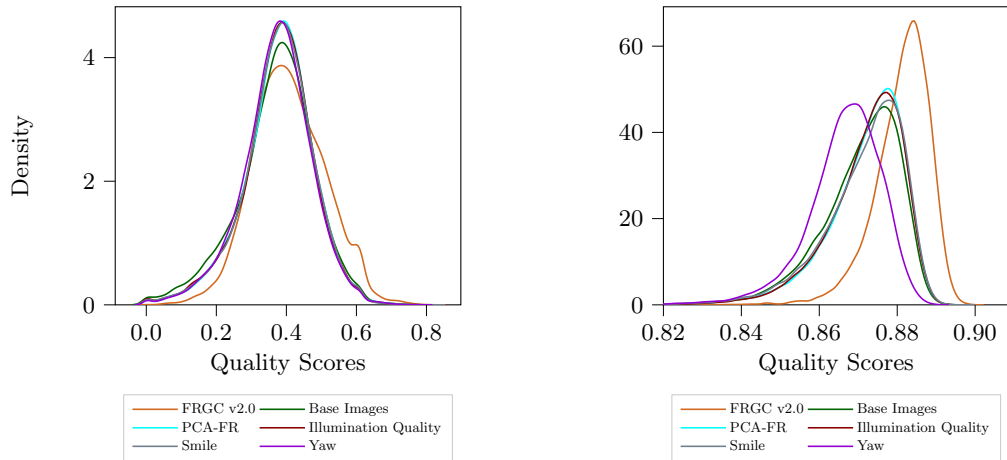 Density
4
2
0
0.0 0.2 0.4 0.6 0.8
Quality Scores
FRGC v2.0 Base Images
PCA-FR Illumination Quality
Smile Yaw
60
40
20
0
0.82 0.84 0.86 0.88 0.90
Quality Scores
FRGC v2.0 Base Images
PCA-FR Illumination Quality
Smile Yaw